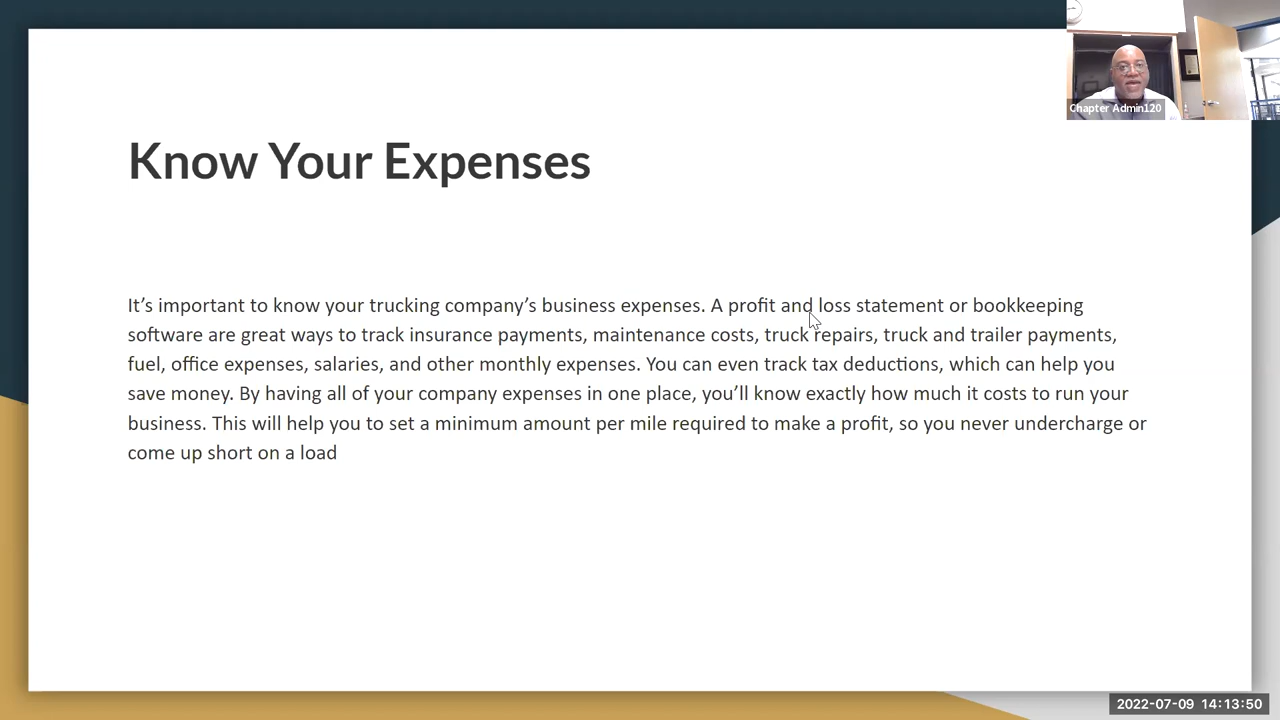 Chapter Admin120
Know Your Expenses
It’s important to know your trucking company’s business expenses. A profit and loss statement or bookkeeping
software are great ways to track insurance payments, maintenance costs, truck repairs, truck and trailer payments,
fuel, office expenses, salaries, and other monthly expenses. You can even track tax deductions, which can help you
save money. By having all of your company expenses in one place, you’ll know exactly how much it costs to run your
business. This will help you to set a minimum amount per mile required to make a profit, so you never undercharge or
come up short on a load
2022-07-09 14:13:50